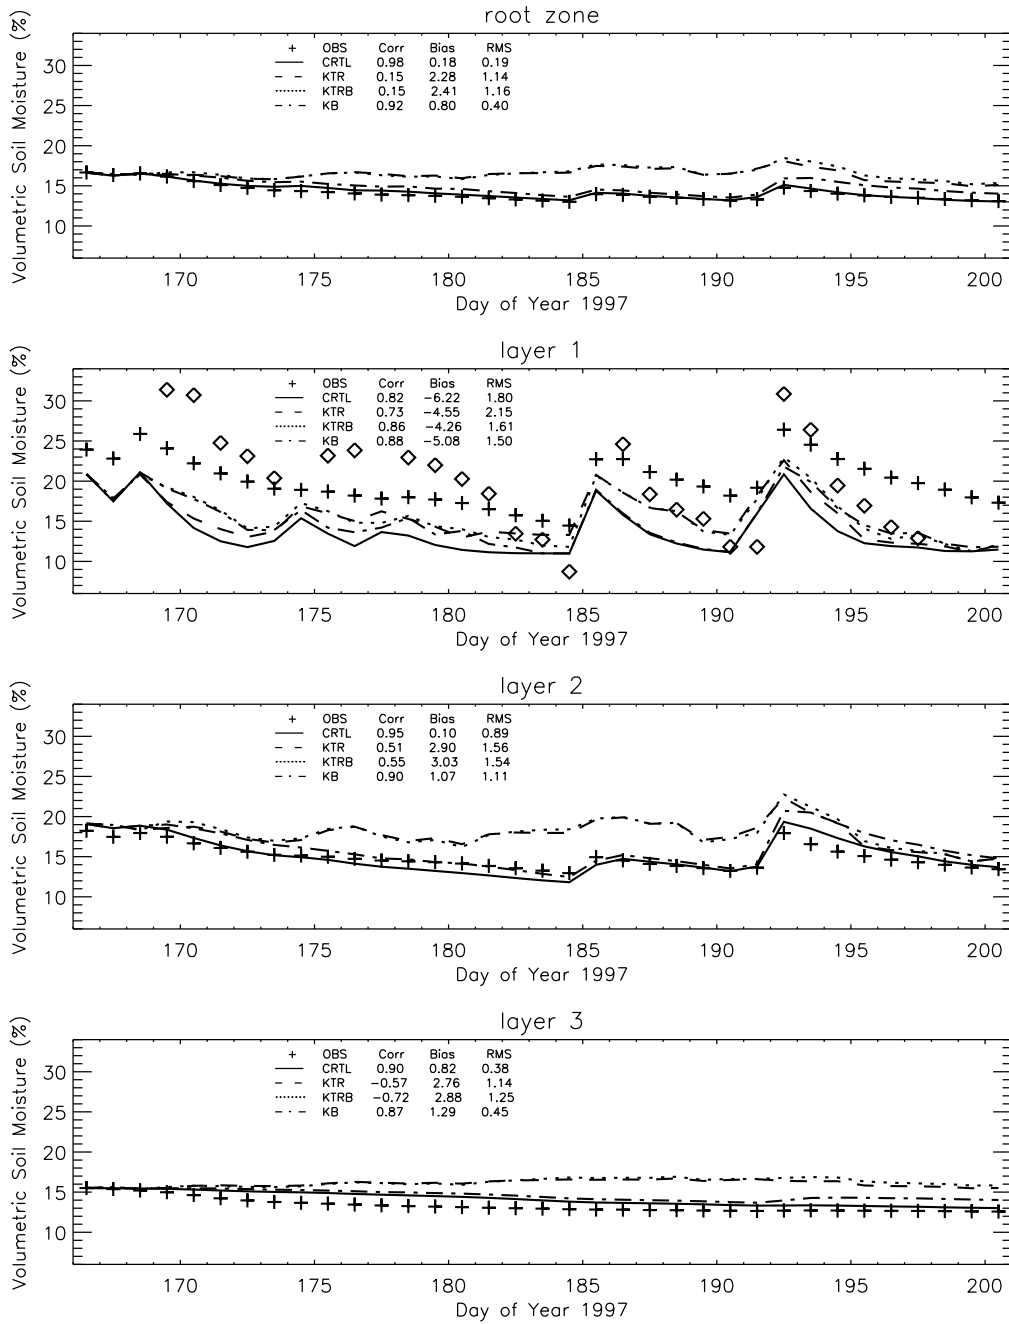 root zone
Volumetric Soil Moisture (%)
+ OBS Corr Bias RMS
CRTL 0.98 0.18 0.19
KTR 0.15 2.28 1.14
KTRB 0.15 2.41 1.16
KB 0.92 0.80 0.40
30
25
20
15
10
170 175 180 185 190 195 200
Day of Year 1997
layer 1
Volumetric Soil Moisture (%)
+ OBS Corr Bias RMS
CRTL 0.82 −6.22 1.80
KTR 0.73 −4.55 2.15
KTRB 0.86 −4.26 1.61
KB 0.88 −5.08 1.50
30
25
20
15
10
170 175 180 185 190 195 200
Day of Year 1997
layer 2
Volumetric Soil Moisture (%)
+ OBS Corr Bias RMS
CRTL 0.95 0.10 0.89
KTR 0.51 2.90 1.56
KTRB 0.55 3.03 1.54
KB 0.90 1.07 1.11
30
25
20
15
10
170 175 180 185 190 195 200
Day of Year 1997
layer 3
Volumetric Soil Moisture (%)
+ OBS Corr Bias RMS
CRTL 0.90 0.82 0.38
KTR −0.57 2.76 1.14
KTRB −0.72 2.88 1.25
KB 0.87 1.29 0.45
30
25
20
15
10
170 175 180 185 190 195 200
Day of Year 1997